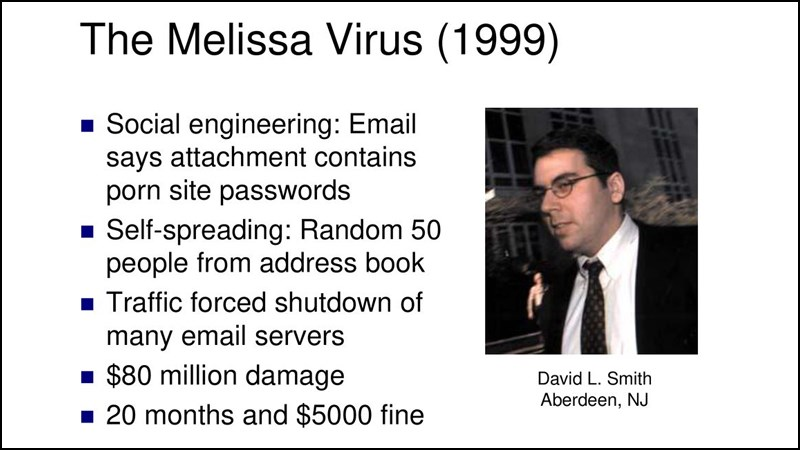 The Melissa Virus (1999)
Social engineering: Email
says attachment contains
porn site passwords
Self-spreading: Random 50
people from address book
Traffic forced shutdown of
many email servers
$80 million damage
20 months and $5000 fine
David L. Smith
Aberdeen, NJ